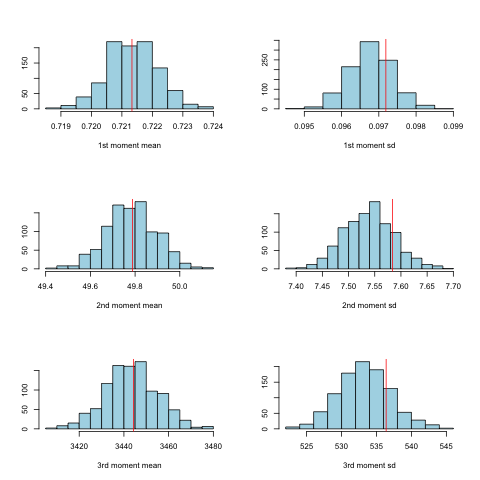 0 50 150
0.719 0.720 0.721 0.722 0.723 0.724
1st moment mean
0 100 250
0.095 0.096 0.097 0.098 0.099
1st moment sd
0 50 100
49.4 49.6 49.8 50.0
2nd moment mean
0 50 100
7.40 7.45 7.50 7.55 7.60 7.65 7.70
2nd moment sd
0 50 100
3420 3440 3460 3480
3rd moment mean
0 50 150
525 530 535 540 545
3rd moment sd